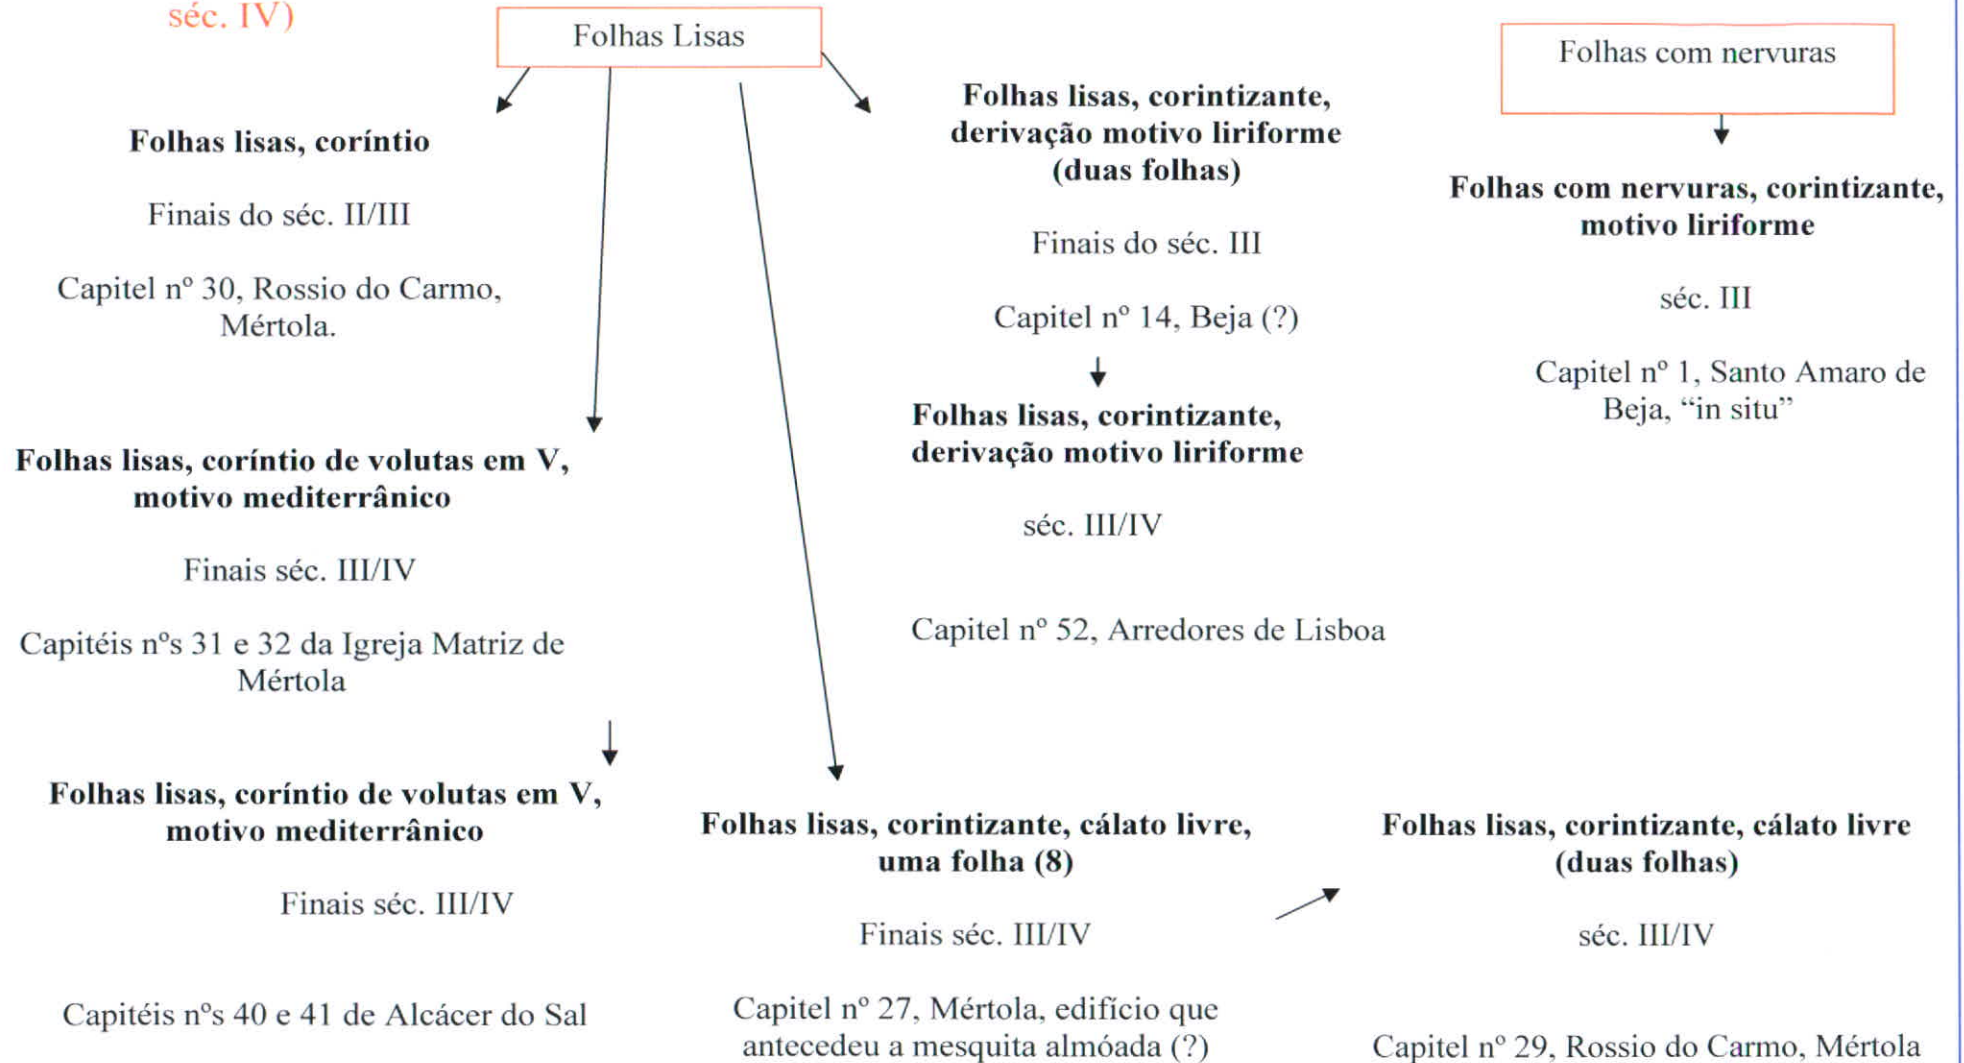 séc. IV)
Folhas Lisas
Folhas com nervuras
Folhas lisas, coríntio
Finais do séc. II/III
Capitel nº 30, Rossio do Carmo,
Mértola.
Folhas lisas, coríntio de volutas em V,
motivo mediterrânico
Finais séc. III/IV
Capitéis nºs 31 e 32 da Igreja Matriz de
Mértola
Folhas lisas, coríntio de volutas em V,
motivo mediterrânico
Finais séc. III/IV
Capitéis nºs 40 e 41 de Alcácer do Sal
Folhas lisas, corintizante,
derivação motivo liriforme
(duas folhas)
Finais do séc. III
Capitel nº 14, Beja (?)
Folhas lisas, corintizante,
derivação motivo liriforme
séc. III/IV
Capitel nº 52, Arredores de Lisboa
Folhas lisas, corintizante, cálato livre,
uma folha (8)
Finais séc. III/IV
Capitel nº 27, Mértola, edifício que
antecedeu a mesquita almóada (?)
Folhas com nervuras, corintizante,
motivo liriforme
séc. III
Capitel nº 1, Santo Amaro de
Beja, “in situ”
Folhas lisas, corintizante, cálato livre
(duas folhas)
séc. III/IV
Capitel nº 29, Rossio do Carmo, Mértola